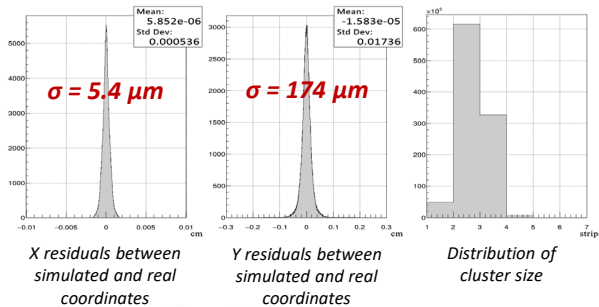 Mean:
5.852e-06
Std Dev:
0.000536
5000
4000
3000
2000
1000
0
σ = 5.4 μm
−0.01
−0.005
0
0.005
0.01
cm
X residuals between
simulated and real
coordinates
Mean:
-1.583e-05
Std Dev:
0.01736
3000
2500
2000
1500
1000
500
0
σ = 174 μm
−0.3
−0.2
−0.1
0
0.1
0.2
0.3
cm
Y residuals between
simulated and real
coordinates
×10³
600
500
400
300
200
100
0
1
2
3
4
5
6
7
strip
Distribution of
cluster size